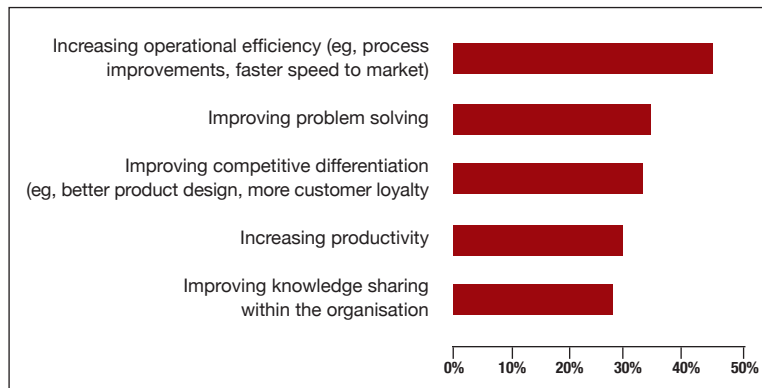 Increasing operational efficiency (eg, process
improvements, faster speed to market)
Improving problem solving
Improving competitive differentiation
(eg, better product design, more customer loyalty
Increasing productivity
Improving knowledge sharing
within the organisation
0% 10% 20% 30% 40% 50%